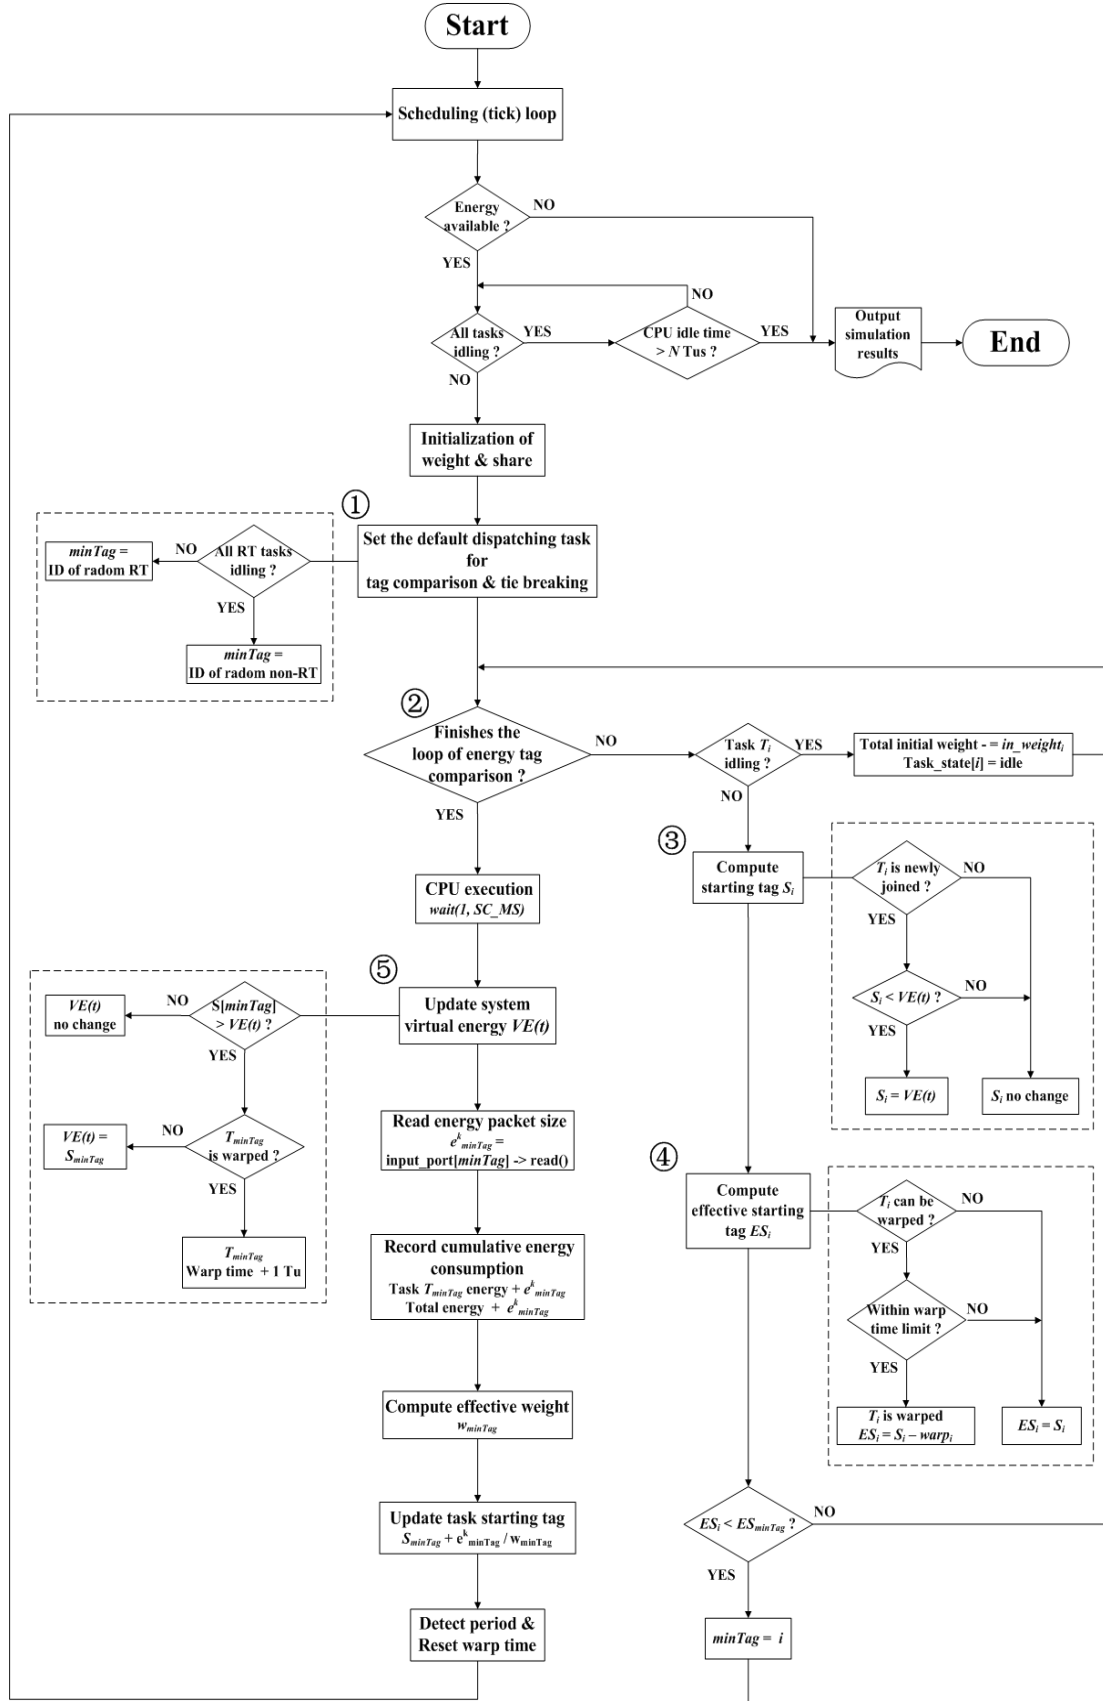 Start
Scheduling (tick) loop
Energy
available ?
NO
YES
NO
All tasks
idling ?
YES
CPU idle time
> N Tus ?
YES
Output
simulation
results
End
NO
Initialization of
weight & share
①
Set the default dispatching task
for
tag comparison & tie breaking
All RT tasks
idling ?
NO
minTag =
ID of radom RT
YES
minTag =
ID of radom non-RT
②
Finishes the
loop of energy tag
comparison ?
NO
Task Ti
idling ?
YES
Total initial weight - = in_weighti
Task_state[i] = idle
YES
NO
③
Compute
starting tag Si
Ti is newly
joined ?
NO
YES
Si < VE(t) ?
NO
YES
Si = VE(t)
Si no change
CPU execution
wait(1, SC_MS)
⑤
Update system
virtual energy VE(t)
S[minTag]
> VE(t) ?
NO
VE(t)
no change
YES
TminTag
is warped ?
NO
VE(t) =
SminTag
YES
TminTag
Warp time + 1 Tu
Read energy packet size
ekminTag =
input_port[minTag] -> read()
④
Compute
effective starting
tag ESi
Ti can be
warped ?
NO
YES
Within warp
time limit ?
NO
YES
Ti is warped
ESi = Si – warpi
ESi = Si
Record cumulative energy
consumption
Task TminTag energy + ekminTag
Total energy + ekminTag
Compute effective weight
wminTag
Update task starting tag
SminTag + ekminTag / wminTag
ESi < ESminTag ?
NO
YES
Detect period &
Reset warp time
minTag = i